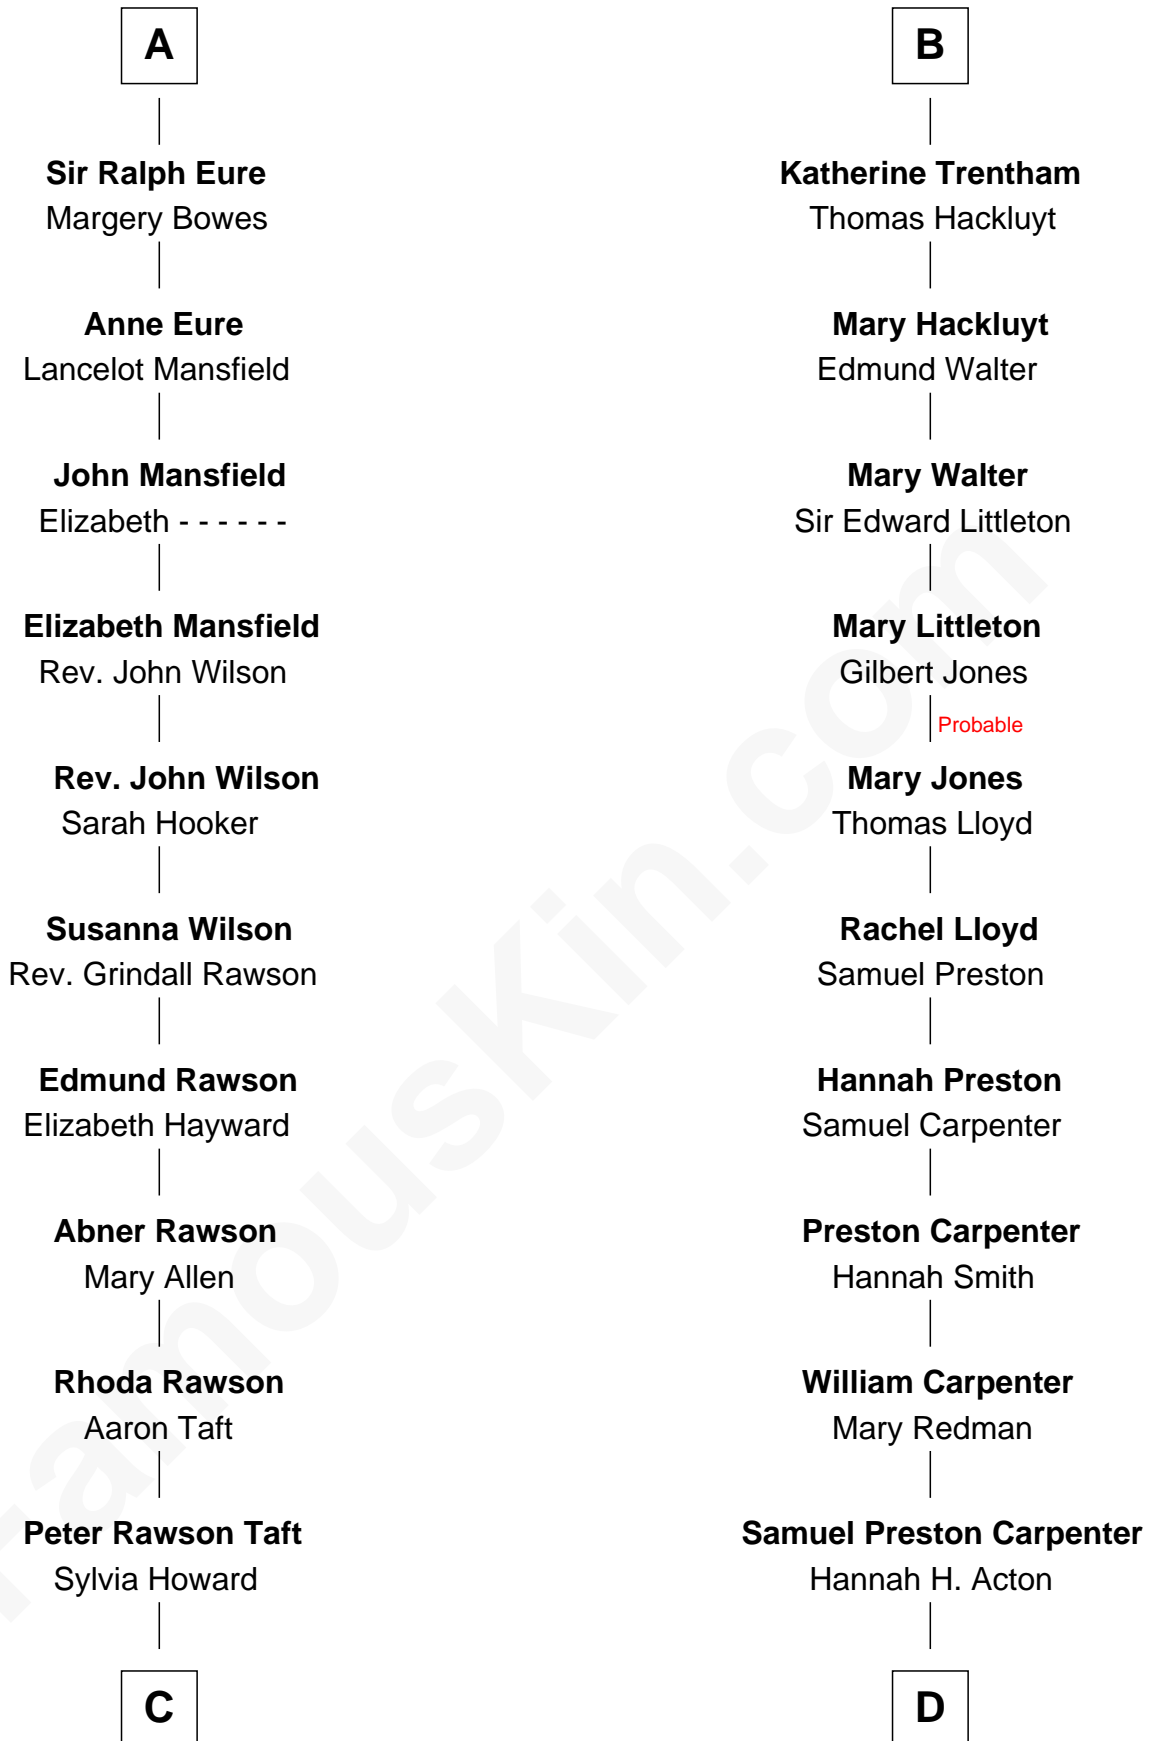 A
Sir Ralph Eure
Margery Bowes
Anne Eure
Lancelot Mansfield
John Mansfield
Elizabeth - - - - - -
Elizabeth Mansfield
Rev. John Wilson
Rev. John Wilson
Sarah Hooker
Susanna Wilson
Rev. Grindall Rawson
Edmund Rawson
Elizabeth Hayward
Abner Rawson
Mary Allen
Rhoda Rawson
Aaron Taft
Peter Rawson Taft
Sylvia Howard
C
B
Katherine Trentham
Thomas Hackluyt
Mary Hackluyt
Edmund Walter
Mary Walter
Sir Edward Littleton
Mary Littleton
Gilbert Jones
Probable
Mary Jones
Thomas Lloyd
Rachel Lloyd
Samuel Preston
Hannah Preston
Samuel Carpenter
Preston Carpenter
Hannah Smith
William Carpenter
Mary Redman
Samuel Preston Carpenter
Hannah H. Acton
D
FamousKin.com